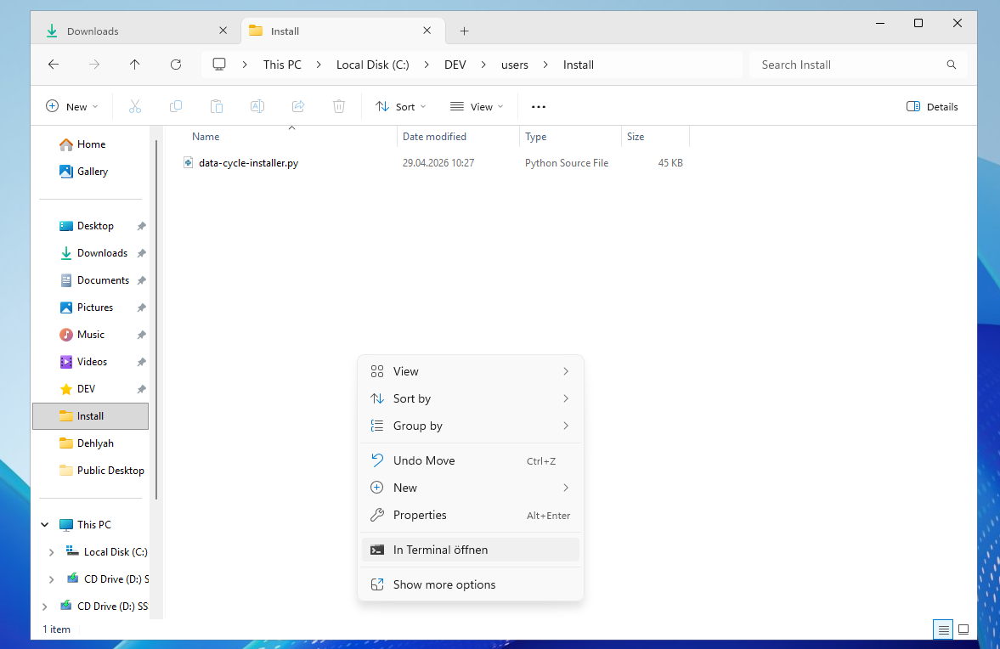 Downloads
Install
This PC
Local Disk (C:)
DEV
users
Install
Search Install
New
Sort
View
Details
Home
Gallery
Desktop
Downloads
Documents
Pictures
Music
Videos
DEV
Install
Dehlyah
Public Desktop
This PC
Local Disk (C:)
CD Drive (D:) S
CD Drive (D:) SS
Name
Date modified
Type
Size
data-cycle-installer.py
29.04.2026 10:27
Python Source File
45 KB
View
Sort by
Group by
Undo Move Ctrl+Z
New
Properties Alt+Enter
In Terminal öffnen
Show more options
1 item